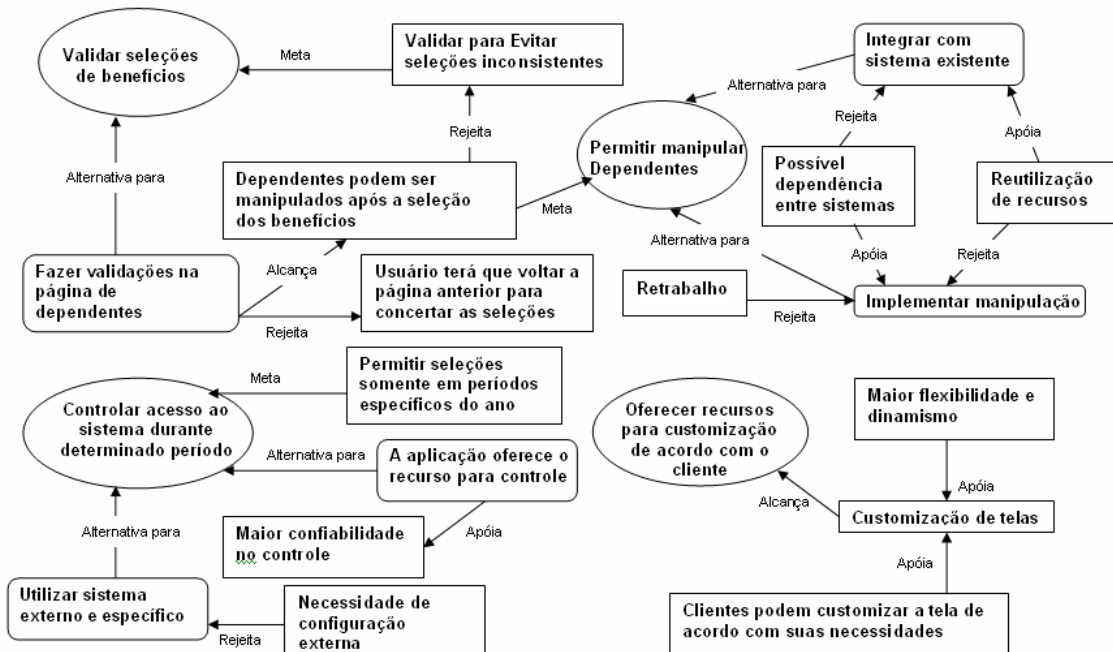 Validar seleções
de benefícios
Meta
Validar para Evitar
seleções inconsistentes
Integrar com
sistema existente
Alternativa para
Rejeita
Rejeita
Apóia
Permitir manipular
Dependentes
Alternativa para
Dependentes podem ser
manipulados após a seleção
dos benefícios
Meta
Possível
dependência
entre sistemas
Reutilização
de recursos
Alternativa para
Apóia
Rejeita
Fazer validações na
página de
dependentes
Alcança
Rejeita
Usuário terá que voltar a
página anterior para
concertar as seleções
Retrabalho
Rejeita
Implementar manipulação
Controlar acesso ao
sistema durante
determinado período
Meta
Permitir seleções
somente em períodos
específicos do ano
Alternativa para
A aplicação oferece o
recurso para controle
Apóia
Maior confiabilidade
no controle
Alternativa para
Utilizar sistema
externo e específico
Rejeita
Necessidade de
configuração
externa
Oferecer recursos
para customização
de acordo com o
cliente
Maior flexibilidade e
dinamismo
Apóia
Alcança
Customização de telas
Apóia
Clientes podem customizar a tela de
acordo com suas necessidades